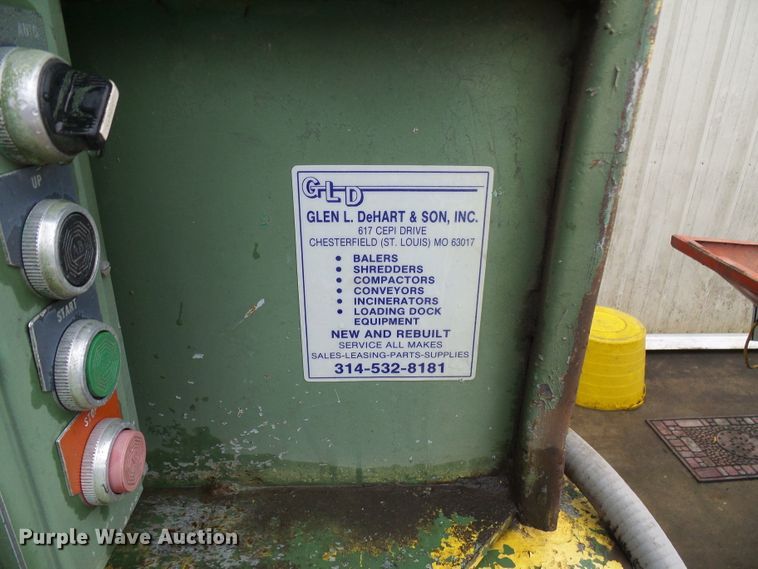 AUTO
UP
START
STOP
GLD
GLEN L. DeHART & SON, INC.
617 CEPI DRIVE
CHESTERFIELD (ST. LOUIS) MO 63017
• BALERS
• SHREDDERS
• COMPACTORS
• CONVEYORS
• INCINERATORS
• LOADING DOCK
EQUIPMENT
NEW AND REBUILT
SERVICE ALL MAKES
SALES-LEASING-PARTS-SUPPLIES
314-532-8181
Purple Wave Auction®